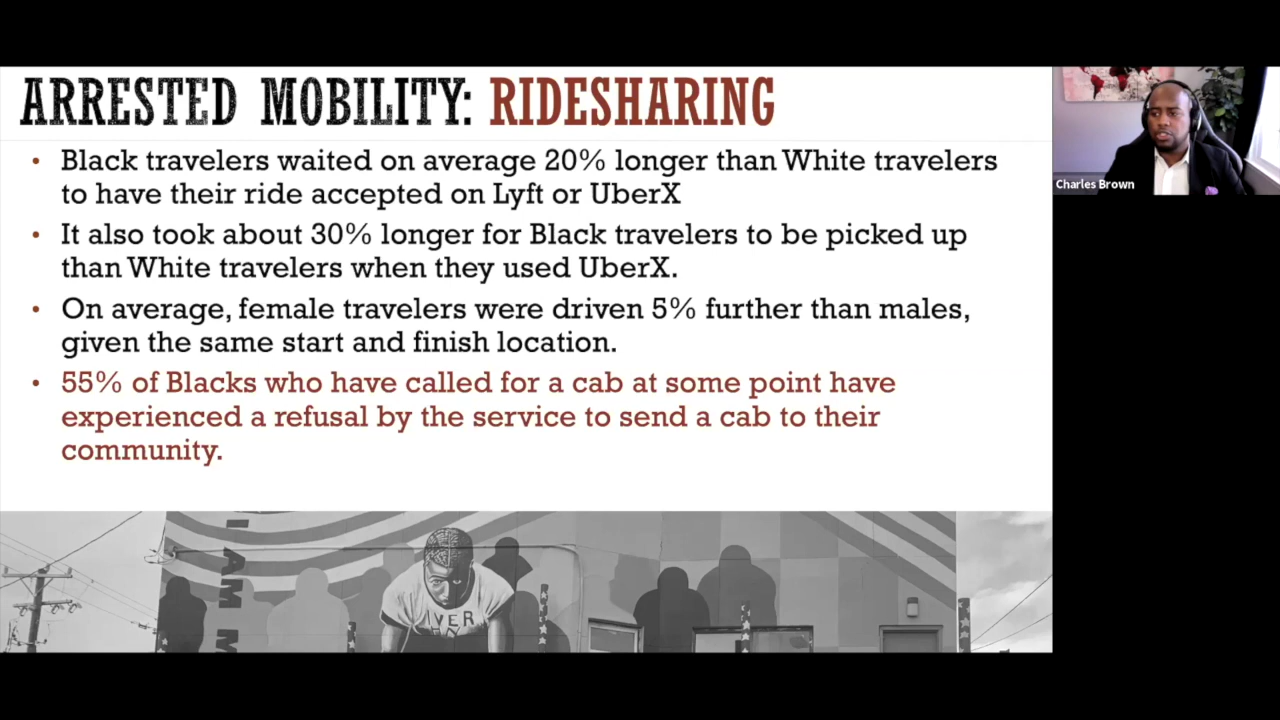 ARRESTED MOBILITY: RIDESHARING
• Black travelers waited on average 20% longer than White travelers
to have their ride accepted on Lyft or UberX
• It also took about 30% longer for Black travelers to be picked up
than White travelers when they used UberX.
• On average, female travelers were driven 5% further than males,
given the same start and finish location.
• 55% of Blacks who have called for a cab at some point have
experienced a refusal by the service to send a cab to their
community.
Charles Brown
I AM M